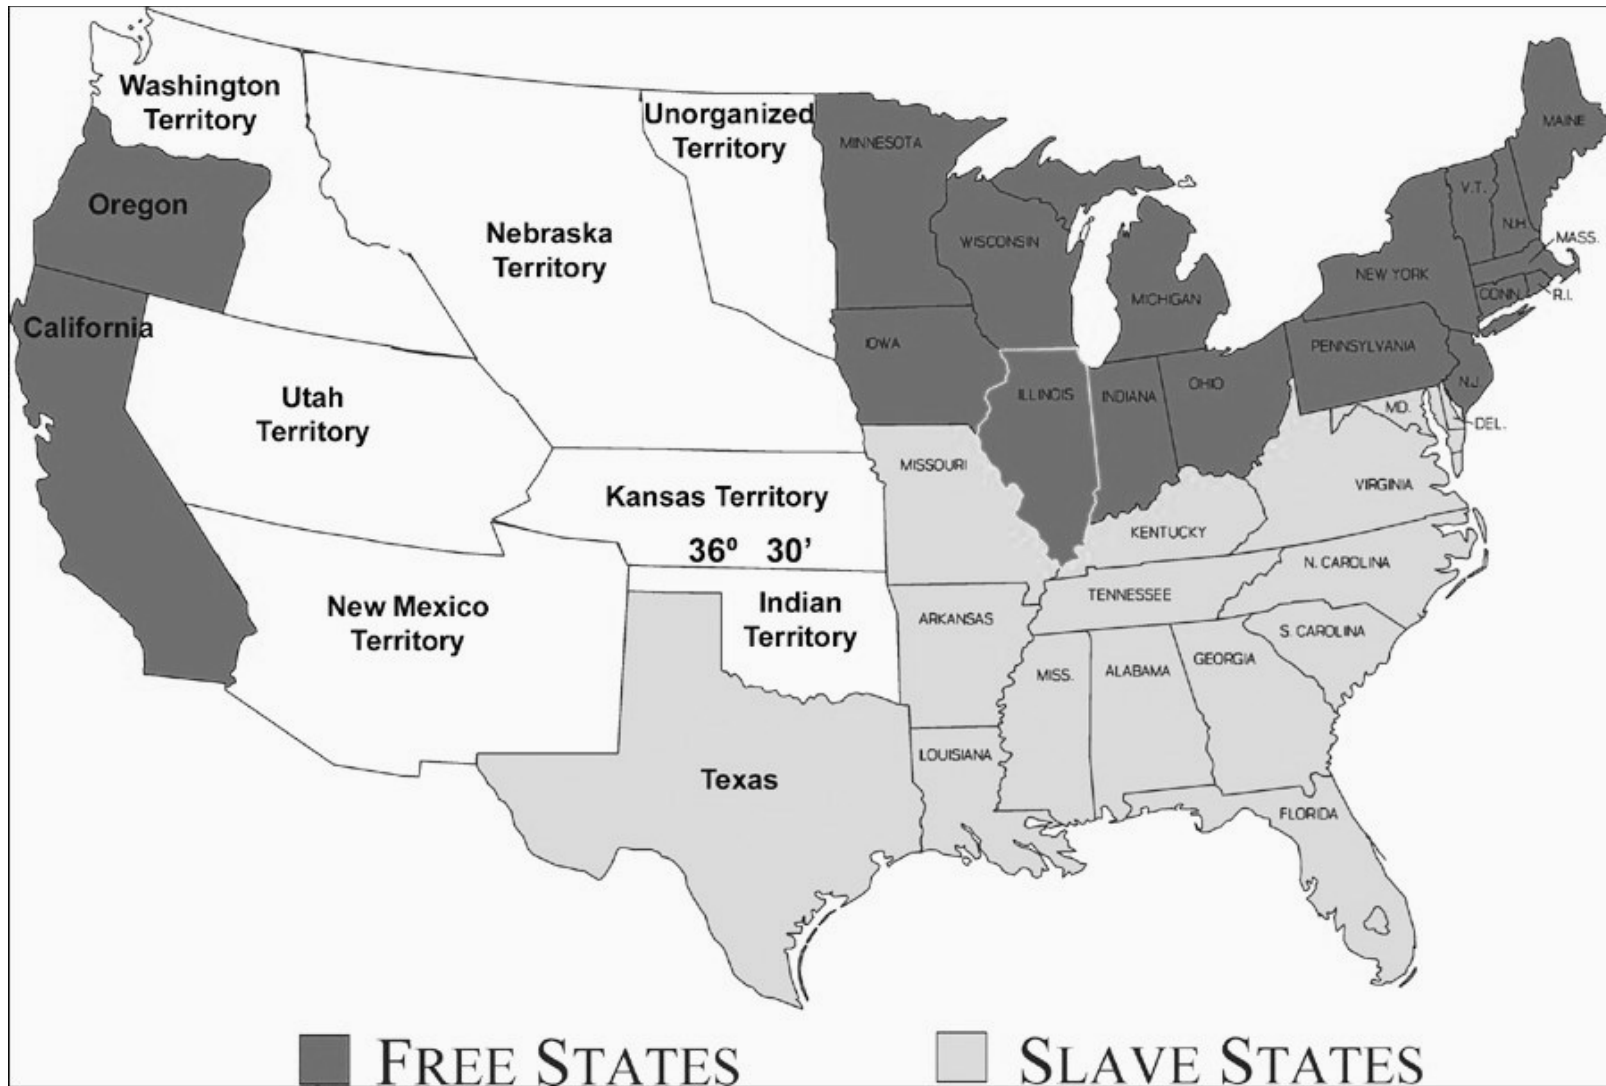 Washington
Territory
Unorganized
Territory
MINNESOTA
MAINE
Oregon
V.T.
N.H.
MASS.
Nebraska
Territory
WISCONSIN
NEW YORK
MICHIGAN
CONN.
R.I.
California
IOWA
PENNSYLVANIA
N.J.
OHIO
ILLINOIS
INDIANA
MD.
DEL.
Utah
Territory
MISSOURI
VIRGINIA
Kansas Territory
KENTUCKY
36º 30’
N. CAROLINA
New Mexico
Territory
Indian
Territory
TENNESSEE
ARKANSAS
S. CAROLINA
GEORGIA
MISS.
ALABAMA
LOUISIANA
Texas
FLORIDA
FREE STATES
SLAVE STATES